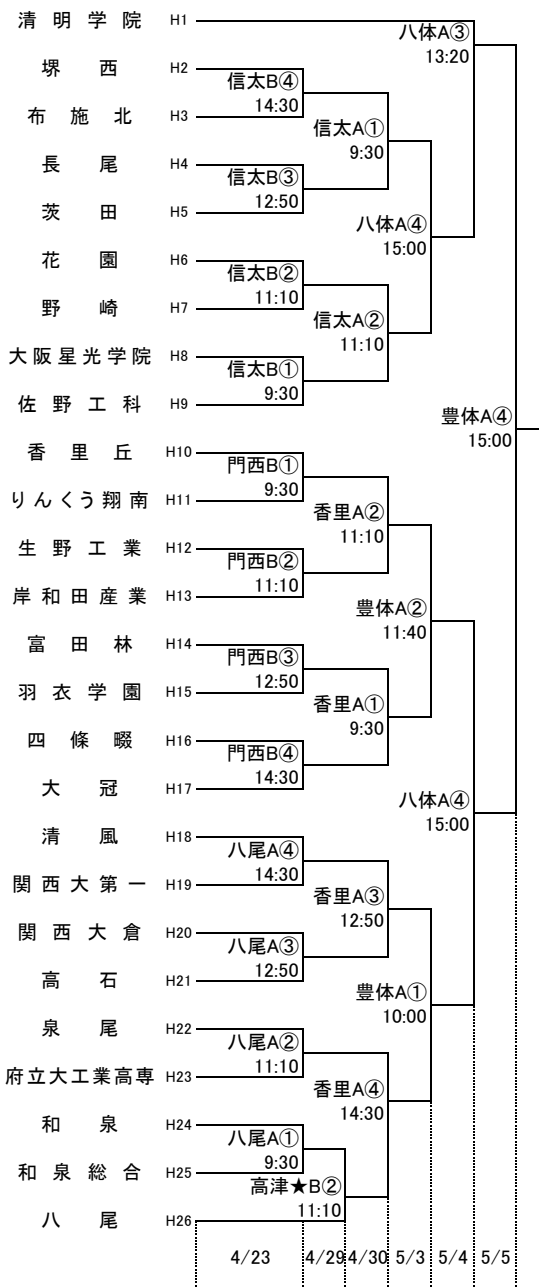 清明学院 H1
八体A③
13:20
堺西 H2
信太B④
14:30
布施北 H3
信太A①
9:30
長尾 H4
信太B③
12:50
茨田 H5
八体A④
15:00
花園 H6
信太B②
11:10
野崎 H7
信太A②
11:10
大阪星光学院 H8
信太B①
9:30
佐野工科 H9
豊体A④
15:00
香里丘 H10
門西B①
9:30
りんくう翔南 H11
香里A②
11:10
生野工業 H12
門西B②
11:10
岸和田産業 H13
豊体A②
11:40
富田林 H14
門西B③
12:50
羽衣学園 H15
香里A①
9:30
四條畷 H16
門西B④
14:30
大冠 H17
八体A④
15:00
清風 H18
八尾A④
14:30
関西大第一 H19
香里A③
12:50
関西大倉 H20
八尾A③
12:50
高石 H21
豊体A①
10:00
泉尾 H22
八尾A②
11:10
府立大工業高専 H23
香里A④
14:30
和泉 H24
八尾A①
9:30
和泉総合 H25
高津★B②
11:10
八尾 H26
4/23 4/29 4/30 5/3 5/4 5/5